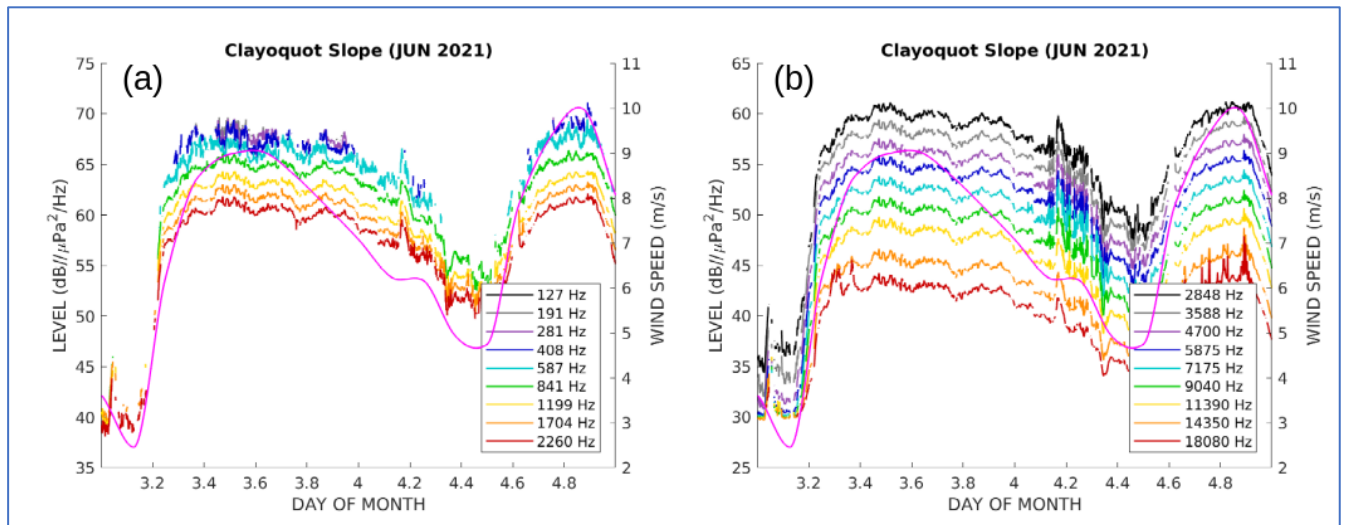 Clayoquot Slope (JUN 2021)
(a)
75
70
65
60
55
50
45
40
35
LEVEL (dB//μPa²/Hz)
11
10
9
8
7
6
5
4
3
2
WIND SPEED (m/s)
127 Hz
191 Hz
281 Hz
408 Hz
587 Hz
841 Hz
1199 Hz
1704 Hz
2260 Hz
3.2 3.4 3.6 3.8 4 4.2 4.4 4.6 4.8
DAY OF MONTH
Clayoquot Slope (JUN 2021)
(b)
65
60
55
50
45
40
35
30
25
LEVEL (dB//μPa²/Hz)
11
10
9
8
7
6
5
4
3
2
WIND SPEED (m/s)
2848 Hz
3588 Hz
4700 Hz
5875 Hz
7175 Hz
9040 Hz
11390 Hz
14350 Hz
18080 Hz
3.2 3.4 3.6 3.8 4 4.2 4.4 4.6 4.8
DAY OF MONTH